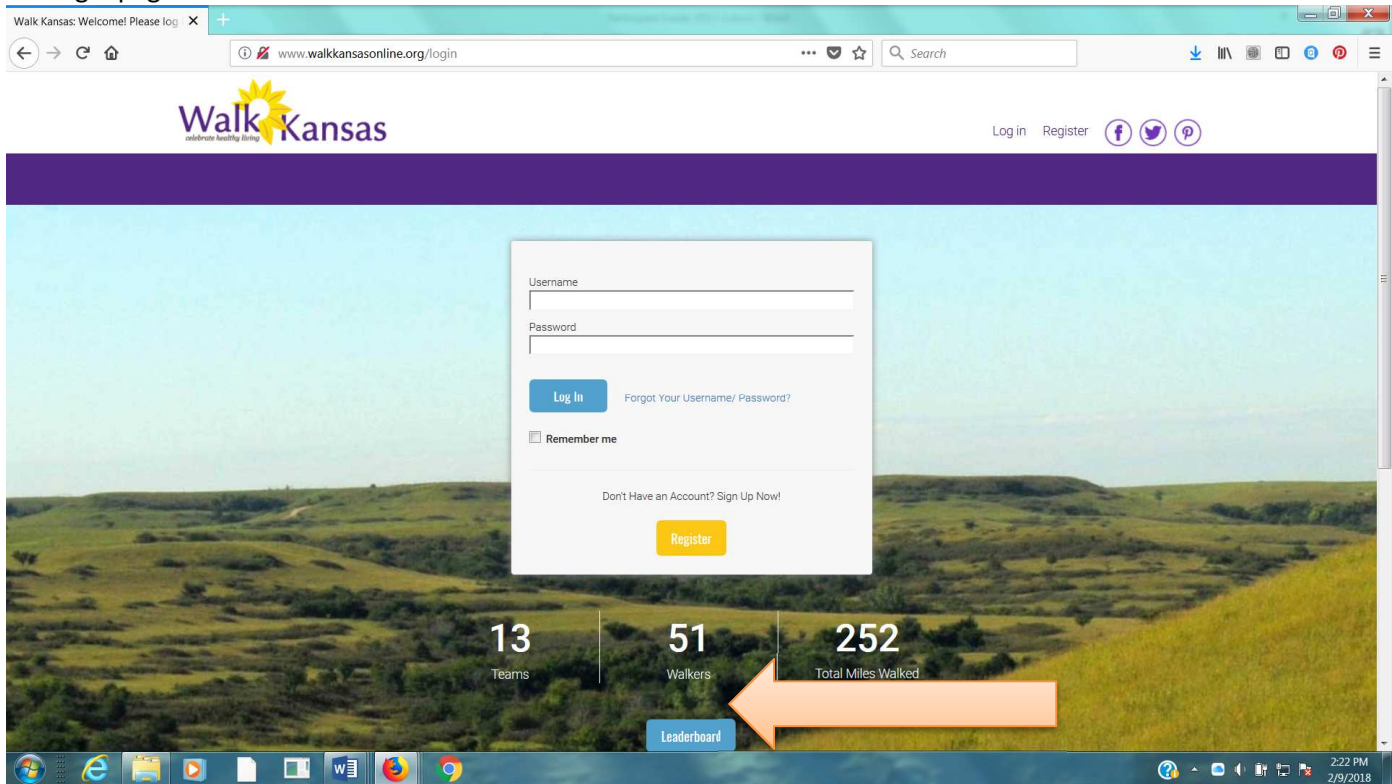 Walk Kansas: Welcome! Please log
www.walkkansasonline.org/login
Search
Walk Kansas
celebrate healthy living
Log in Register
Username
Password
Log In Forgot Your Username/ Password?
Remember me
Don't Have an Account? Sign Up Now!
Register
13 51 252
Teams Walkers Total Miles Walked
Leaderboard
2:22 PM
2/9/2018